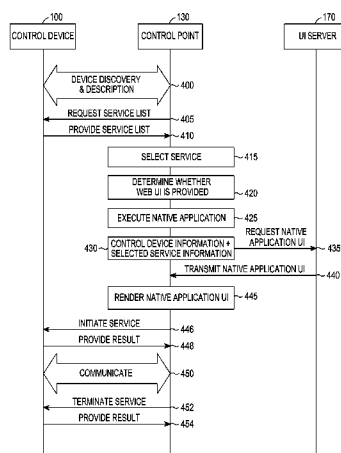 100
130
170
CONTROL DEVICE
CONTROL POINT
UI SERVER
DEVICE DISCOVERY
& DESCRIPTION
400
REQUEST SERVICE LIST
405
PROVIDE SERVICE LIST
410
SELECT SERVICE
415
DETERMINE WHETHER
WEB UI IS PROVIDED
420
EXECUTE NATIVE APPLICATION
425
REQUEST NATIVE
APPLICATION UI
430
CONTROL DEVICE INFORMATION +
SELECTED SERVICE INFORMATION
435
TRANSMIT NATIVE APPLICATION UI
440
RENDER NATIVE APPLICATION UI
445
INITIATE SERVICE
446
PROVIDE RESULT
448
COMMUNICATE
450
TERMINATE SERVICE
452
PROVIDE RESULT
454